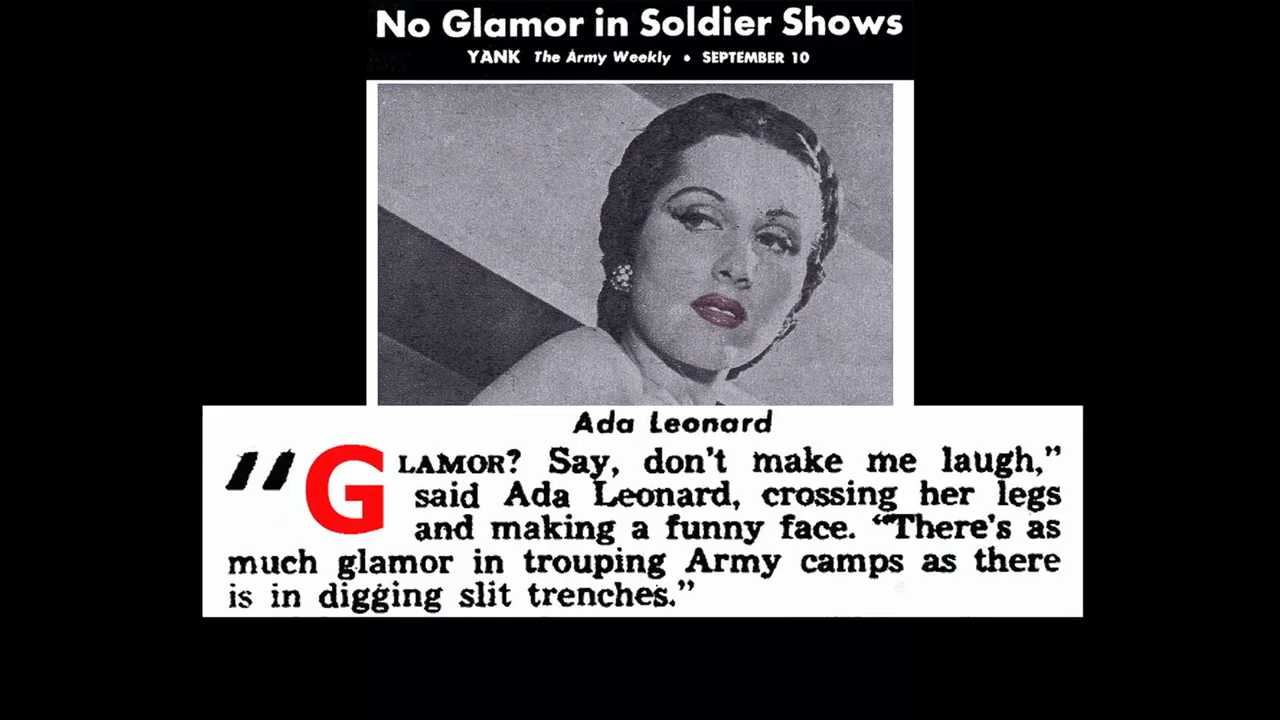 No Glamor in Soldier Shows
YANK The Army Weekly • SEPTEMBER 10
Ada Leonard
"GLAMOR? Say, don't make me laugh,"
said Ada Leonard, crossing her legs
and making a funny face. "There's as
much glamor in trouping Army camps as there
is in digging slit trenches."